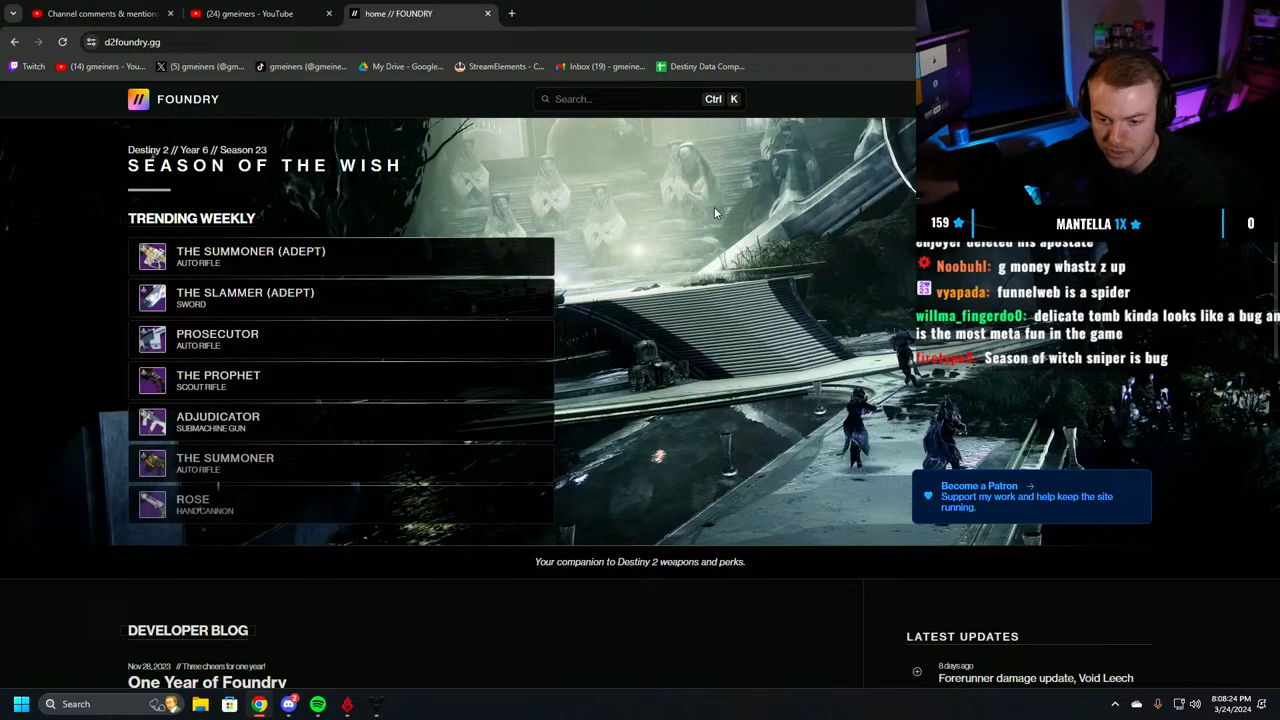 Channel comments & mention
(24) gmeiners - YouTube
home // FOUNDRY
d2foundry.gg
Twitch
(14) gmeiners - You...
(5) gmeiners (@gm...
gmeiners (@gmeine...
My Drive - Google...
StreamElements - C...
Inbox (19) - gmeine...
Destiny Data Comp...
FOUNDRY
Search...
Ctrl K
Destiny 2 // Year 6 // Season 23
SEASON OF THE WISH
TRENDING WEEKLY
THE SUMMONER (ADEPT)
AUTO RIFLE
THE SLAMMER (ADEPT)
SWORD
PROSECUTOR
AUTO RIFLE
THE PROPHET
SCOUT RIFLE
ADJUDICATOR
SUBMACHINE GUN
THE SUMMONER
AUTO RIFLE
ROSE
HAND CANNON
Become a Patron →
Support my work and help keep the site
running.
Your companion to Destiny 2 weapons and perks.
DEVELOPER BLOG
Nov 28, 2023 // Three cheers for one year!
One Year of Foundry
LATEST UPDATES
8 days ago
Forerunner damage update, Void Leech
159
MANTELLA 1X
0
enjoyer deleted his apostate
Noobuhl: g money whastz z up
vyapada: funnelweb is a spider
willma_fingerdo0: delicate tomb kinda looks like a bug an
is the most meta fun in the game
Season of witch sniper is bug
Search
2
8:08:24 PM
3/24/2024